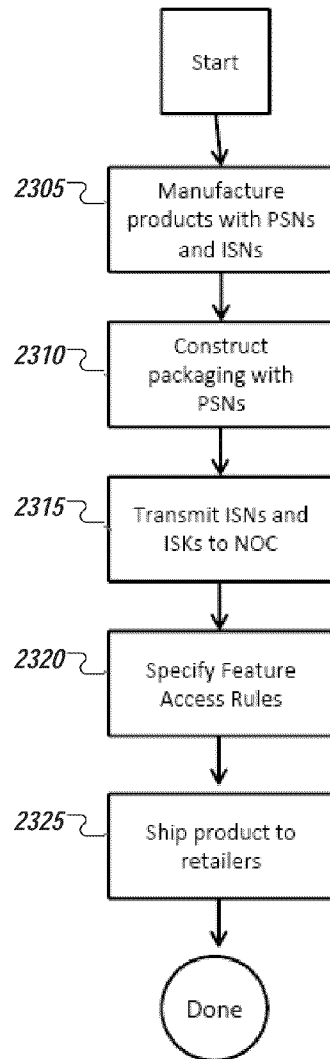 Start
2305
Manufacture
products with PSNs
and ISNs
2310
Construct
packaging with
PSNs
2315
Transmit ISNs and
ISKs to NOC
2320
Specify Feature
Access Rules
2325
Ship product to
retailers
Done